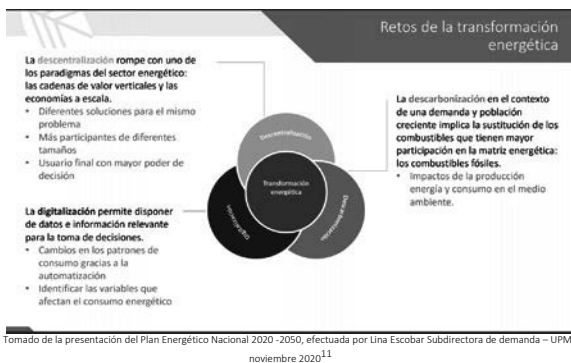 Retos de la transformación
energética
La descentralización rompe con uno de
los paradigmas del sector energético:
las cadenas de valor verticales y las
economías a escala.
• Diferentes soluciones para el mismo
problema
• Más participantes de diferentes
tamaños
• Usuario final con mayor poder de
decisión
La digitalización permite disponer
de datos e información relevante
para la toma de decisiones.
• Cambios en los patrones de
consumo gracias a la
automatización
• Identificar las variables que
afectan el consumo energético
Descentralización
Transformación
energética
Digitalización
Descarbonización
La descarbonización en el contexto
de una demanda y población
creciente implica la sustitución de los
combustibles que tienen mayor
participación en la matriz energética:
los combustibles fósiles.
• Impactos de la producción
energía y consumo en el medio
ambiente.
Tomado de la presentación del Plan Energético Nacional 2020 -2050, efectuada por Lina Escobar Subdirectora de demanda – UPM
noviembre 2020¹¹